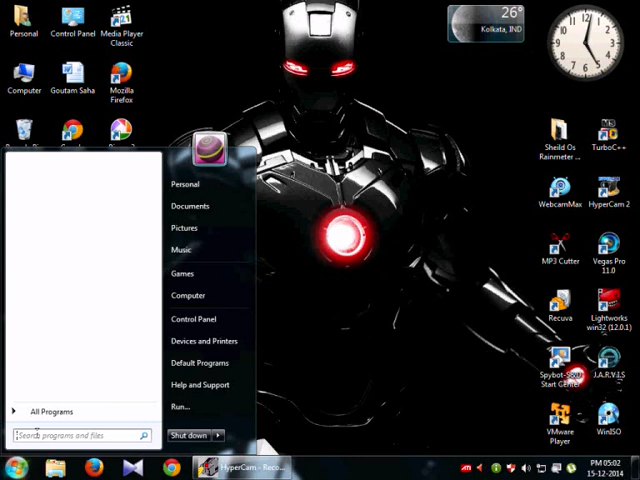 Personal
Control Panel
Media Player Classic
Computer
Goutam Saha
Mozilla Firefox
26°
Kolkata, IND
Sheild Os Rainmeter ...
TurboC++
WebcamMax
HyperCam 2
MP3 Cutter
Vegas Pro 11.0
Recuva
Lightworks win32 (12.0.1)
Start Center
J.A.R.V.I.S
VMware Player
WinISO
Personal
Documents
Pictures
Music
Games
Computer
Control Panel
Devices and Printers
Default Programs
Help and Support
Run...
All Programs
Search programs and files
Shut down
HyperCam - Reco...
PM 05:02
15-12-2014